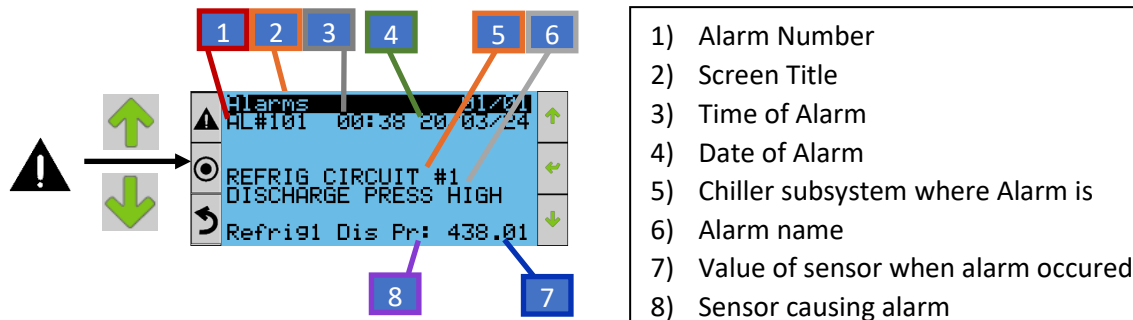 1 2 3 4 5 6
Alarms 01/01
AL#101 00:38 20/03/24
REFRIG CIRCUIT #1
DISCHARGE PRESS HIGH
Refrig1 Dis Pr: 438.01
8 7
1) Alarm Number
2) Screen Title
3) Time of Alarm
4) Date of Alarm
5) Chiller subsystem where Alarm is
6) Alarm name
7) Value of sensor when alarm occured
8) Sensor causing alarm